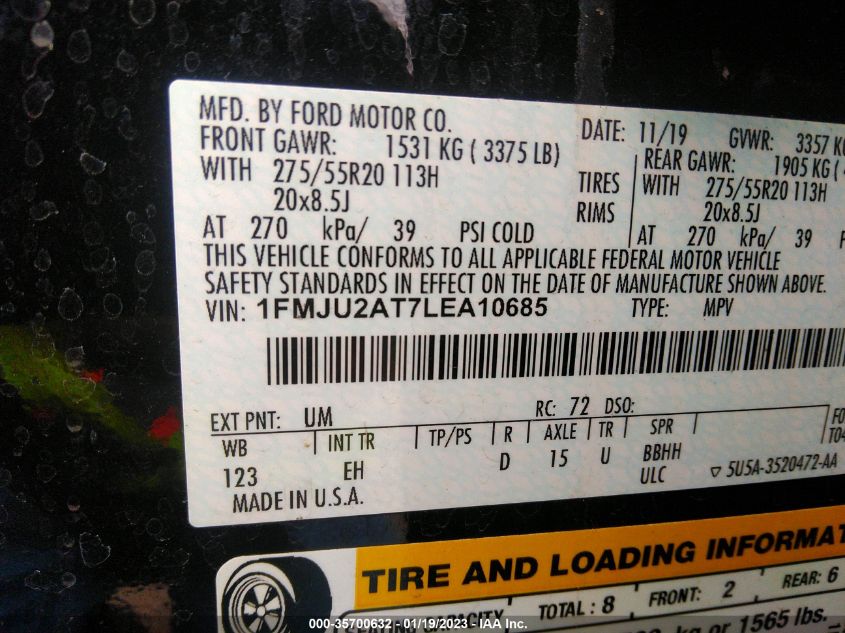 MFD. BY FORD MOTOR CO.
DATE: 11/19 GVWR: 3357 KG
FRONT GAWR: 1531 KG ( 3375 LB)
REAR GAWR: 1905 KG (
WITH 275/55R20 113H TIRES WITH 275/55R20 113H
20x8.5J RIMS 20x8.5J
AT 270 kPa/ 39 PSI COLD AT 270 kPa/ 39
THIS VEHICLE CONFORMS TO ALL APPLICABLE FEDERAL MOTOR VEHICLE
SAFETY STANDARDS IN EFFECT ON THE DATE OF MANUFACTURE SHOWN ABOVE.
VIN: 1FMJU2AT7LEA10685 TYPE: MPV
EXT PNT: UM RC: 72 DSO:
WB INT TR TP/PS R AXLE TR SPR
123 EH D 15 U BBHH
ULC
MADE IN U.S.A.
▽ 5U5A-3520472-AA
TIRE AND LOADING INFORMAT
TOTAL : 8 FRONT: 2 REAR: 6
kg or 1565 lbs.
000-35700632 - 01/19/2023 - IAA Inc.